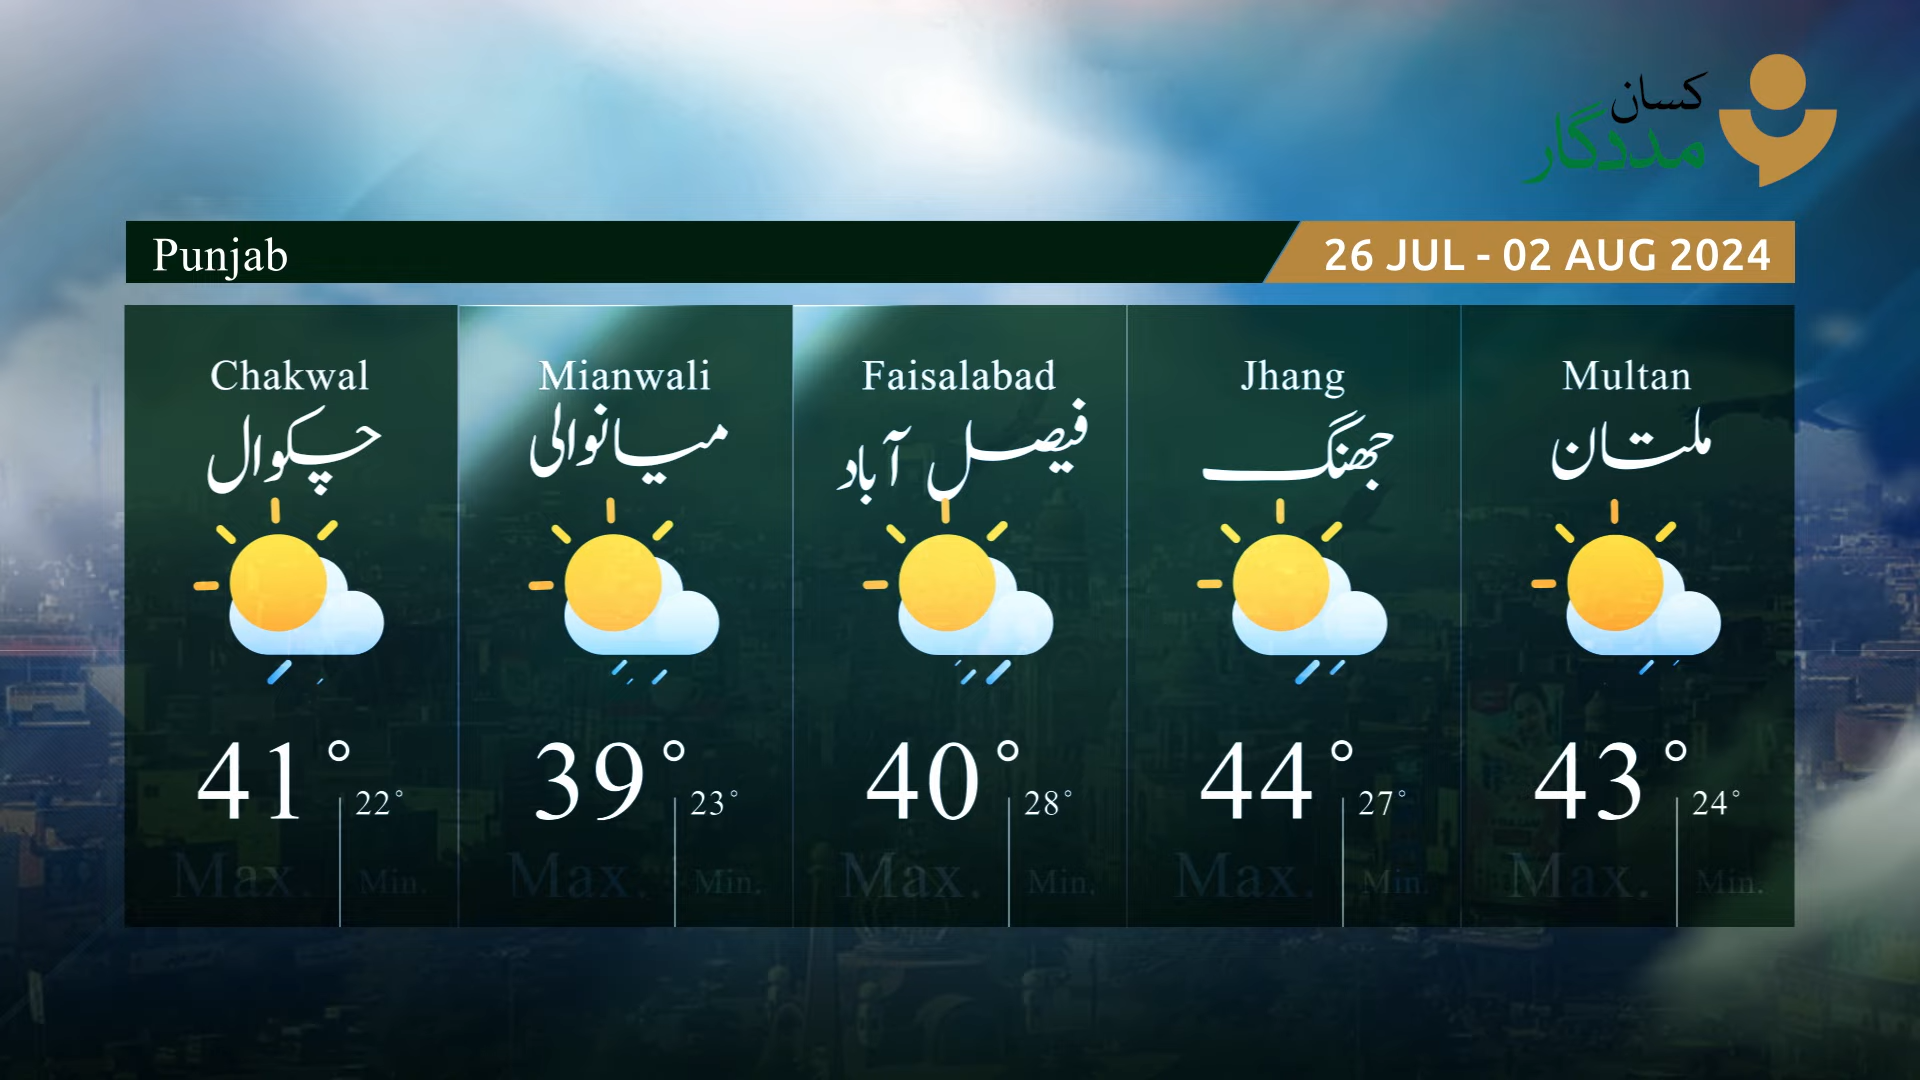 کسان
مددگار
Punjab
26 JUL - 02 AUG 2024
Chakwal
چکوال
41° 22°
Max. Min.
Mianwali
میانوالی
39° 23°
Max. Min.
Faisalabad
فیصل آباد
40° 28°
Max. Min.
Jhang
جھنگ
44° 27°
Max. Min.
Multan
ملتان
43° 24°
Max. Min.